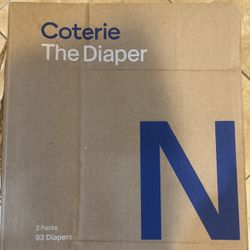 Coterie
The Diaper
3 Packs
93 Diapers
N